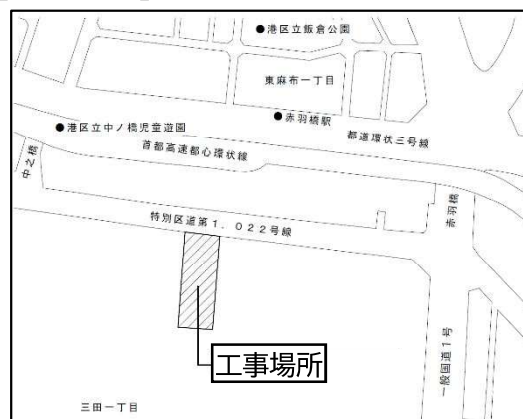 ●港区立飯倉公園
東麻布一丁目
●赤羽橋駅
都道環状三号線
●港区立中ノ橋児童遊園
首都高速都心環状線
中之橋
特別区道第1．022号線
赤羽橋
工事場所
一般国道1号
三田一丁目